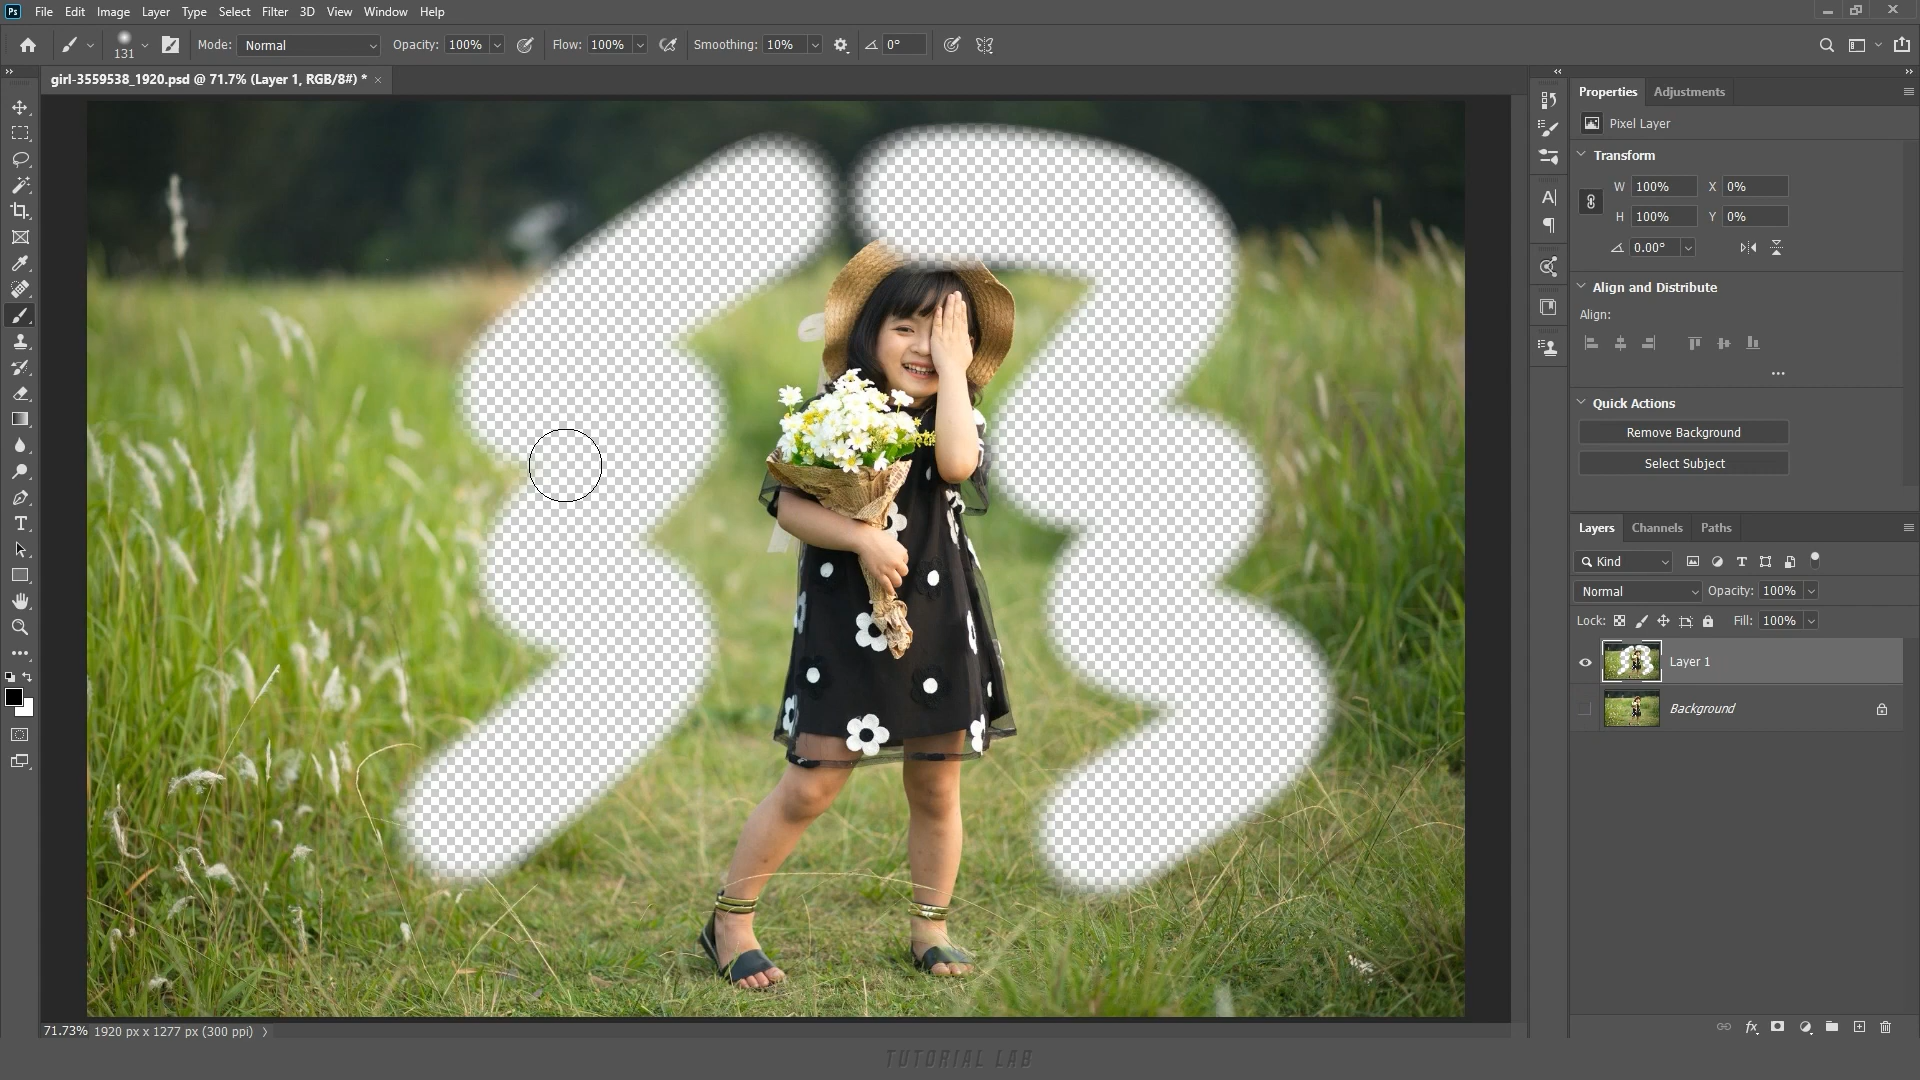 Ps File Edit Image Layer Type Select Filter 3D View Window Help
131 Mode: Normal Opacity: 100% Flow: 100% Smoothing: 10% 0°
girl-3559538_1920.psd @ 71.7% (Layer 1, RGB/8#) * ×
Properties Adjustments
Pixel Layer
Transform
W 100% X 0%
H 100% Y 0%
0.00°
Align and Distribute
Align:
Quick Actions
Remove Background
Select Subject
Layers Channels Paths
Kind
Normal Opacity: 100%
Lock: Fill: 100%
Layer 1
Background
71.73% 1920 px x 1277 px (300 ppi)
TUTORIAL LAB